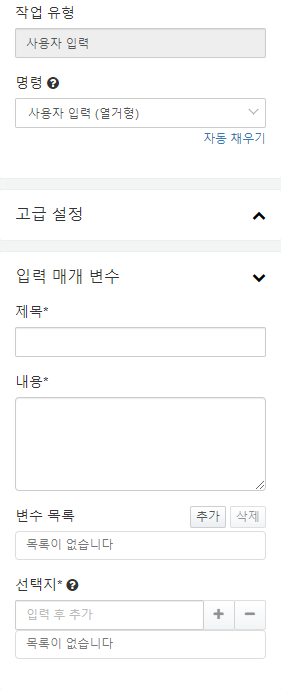 작업 유형
사용자 입력
명령 ?
사용자 입력 (열거형)
자동 채우기
고급 설정
입력 매개 변수
제목*
내용*
변수 목록 추가 삭제
목록이 없습니다
선택지* ?
입력 후 추가 + −
목록이 없습니다